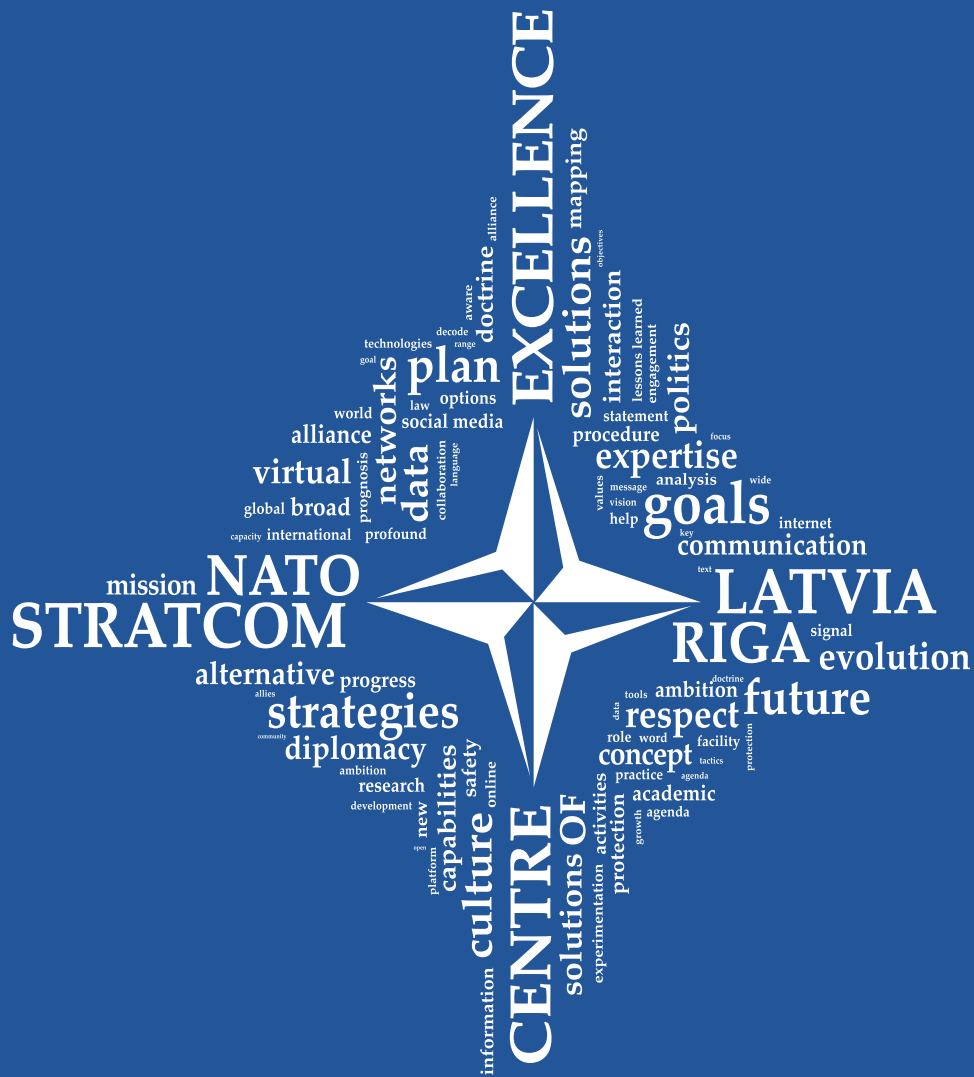 EXCELLENCE
mapping
solutions
objectives
alliance
doctrine
aware
interaction
lessons learned
engagement
politics
decode
range
technologies
goal
plan
networks
options
law
social media
world
alliance
statement
procedure
focus
expertise
virtual
prognosis
data
collaboration
language
values
message
analysis
wide
vision
goals
help
key
internet
global broad
capacity international
profound
communication
text
mission NATO
STRATCOM
LATVIA
RIGA
signal
evolution
alternative progress
allies
strategies
community
diplomacy
ambition
research
development
new
open
platform
capabilities
safety
online
culture
information
CENTRE
solutions OF
experimentation activities
protection
growth
doctrine
tools
ambition
future
data
respect
role
word
facility
protection
concept
tactics
practice
agenda
academic
agenda